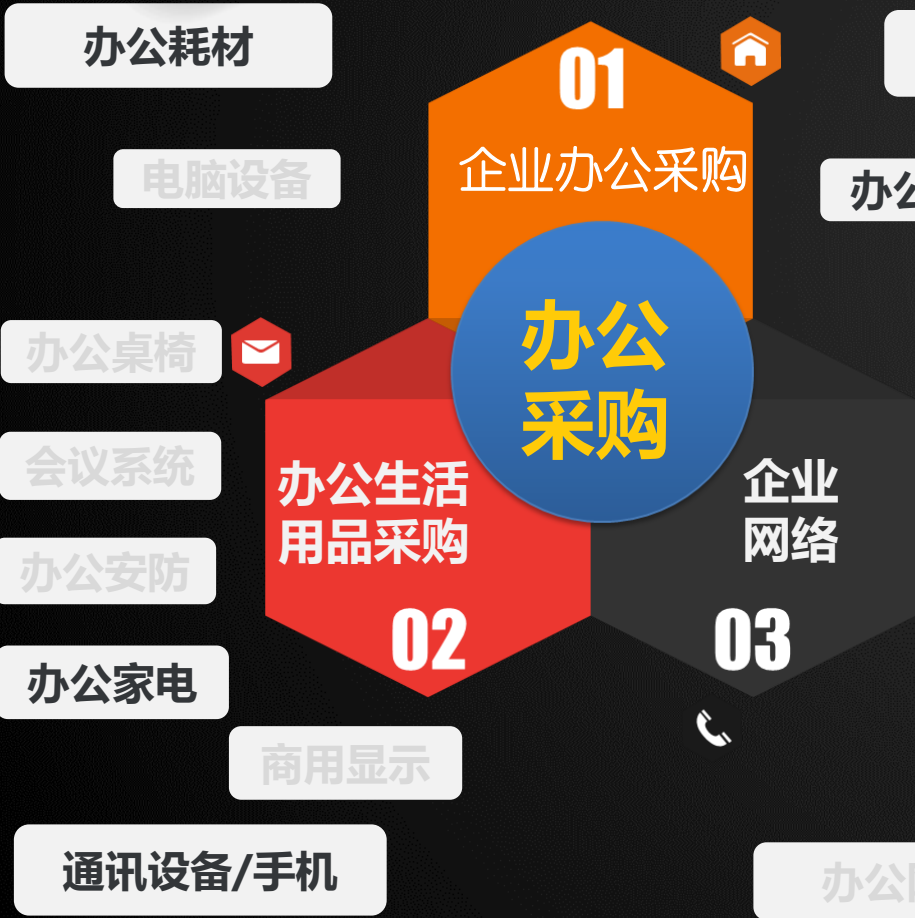 办公耗材
01
企业办公采购
电脑设备
办公
办公
采购
办公桌椅
会议系统
办公生活
用品采购
企业
网络
办公安防
02
03
办公家电
商用显示
通讯设备/手机
办公